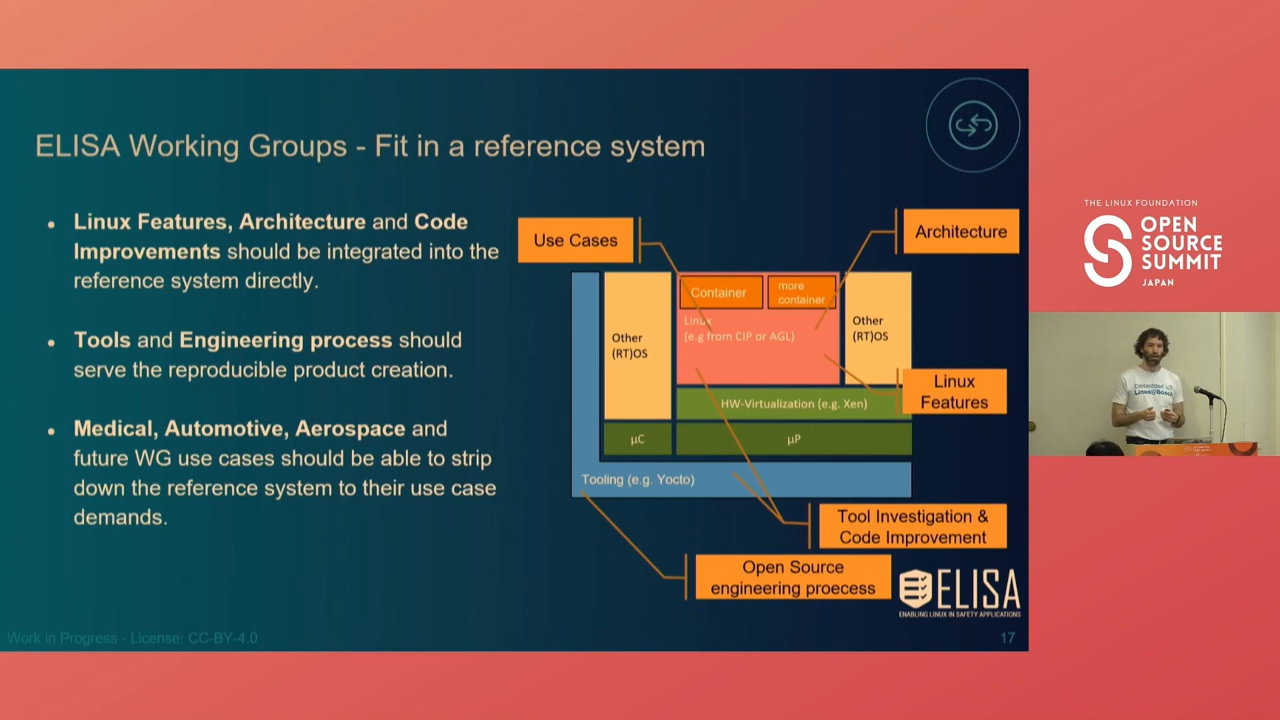 ELISA Working Groups - Fit in a reference system
• Linux Features, Architecture and Code
Improvements should be integrated into the
reference system directly.
• Tools and Engineering process should
serve the reproducible product creation.
• Medical, Automotive, Aerospace and
future WG use cases should be able to strip
down the reference system to their use case
demands.
Use Cases
Architecture
Container
more
container
Linux
(e.g from CIP or AGL)
Other
(RT)OS
Other
(RT)OS
Linux
Features
HW-Virtualization (e.g. Xen)
µC
µP
Tooling (e.g. Yocto)
Tool Investigation &
Code Improvement
Open Source
engineering proecess
ELISA
ENABLING LINUX IN SAFETY APPLICATIONS
Work in Progress - License: CC-BY-4.0
17
THE LINUX FOUNDATION
OPEN
SOURCE
SUMMIT
JAPAN
Linux@Bosch